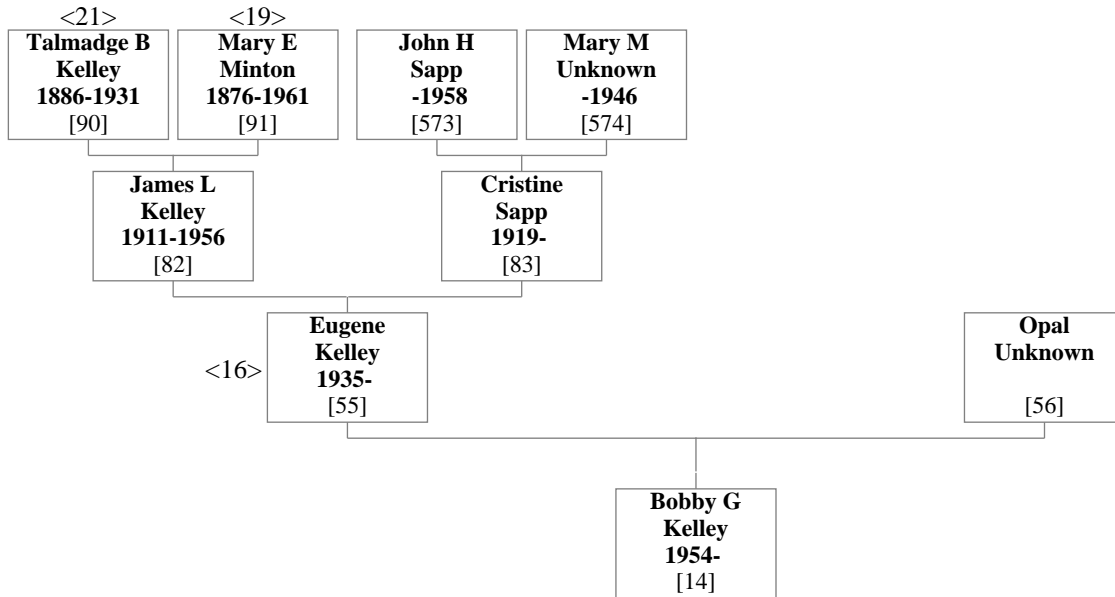 <21>
<19>
Talmadge B
Kelley
1886-1931
[90]
Mary E
Minton
1876-1961
[91]
John H
Sapp
-1958
[573]
Mary M
Unknown
-1946
[574]
James L
Kelley
1911-1956
[82]
Cristine
Sapp
1919-
[83]
<16>
Eugene
Kelley
1935-
[55]
Opal
Unknown
[56]
Bobby G
Kelley
1954-
[14]